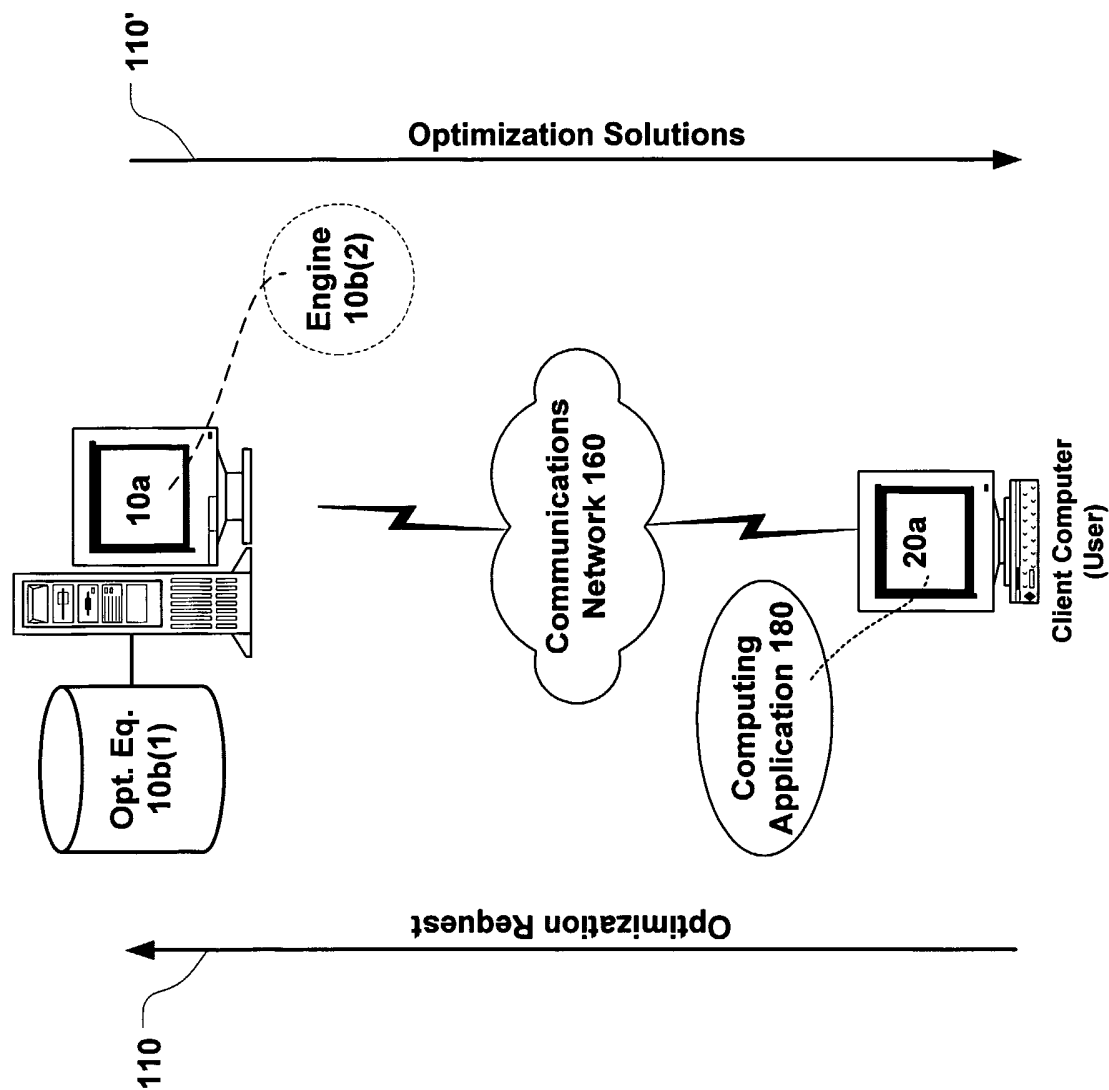 110'
Optimization Solutions
Engine
10b(2)
10a
Opt. Eq.
10b(1)
Communications
Network 160
Computing
Application 180
20a
Client Computer
(User)
Optimization Request
110